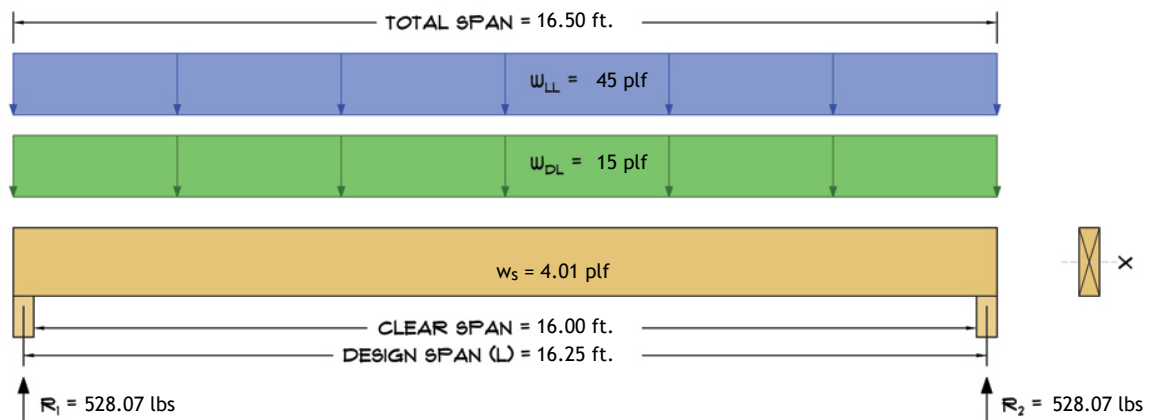 TOTAL SPAN = 16.50 ft.
WLL = 45 plf
WDL = 15 plf
ws = 4.01 plf
X
CLEAR SPAN = 16.00 ft.
DESIGN SPAN (L) = 16.25 ft.
R1 = 528.07 lbs
R2 = 528.07 lbs